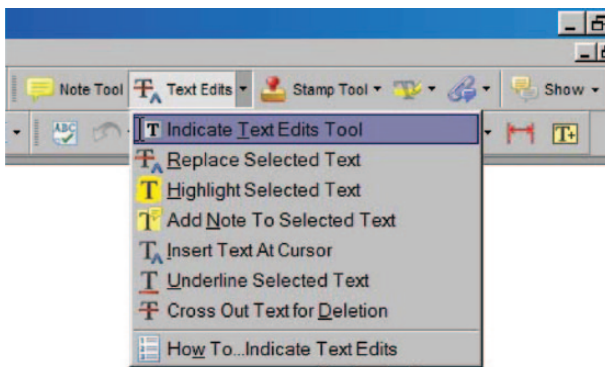 Note Tool Text Edits Stamp Tool Show
ABC T
T Indicate Text Edits Tool
T Replace Selected Text
T Highlight Selected Text
T Add Note To Selected Text
T Insert Text At Cursor
T Underline Selected Text
T Cross Out Text for Deletion
How To...Indicate Text Edits